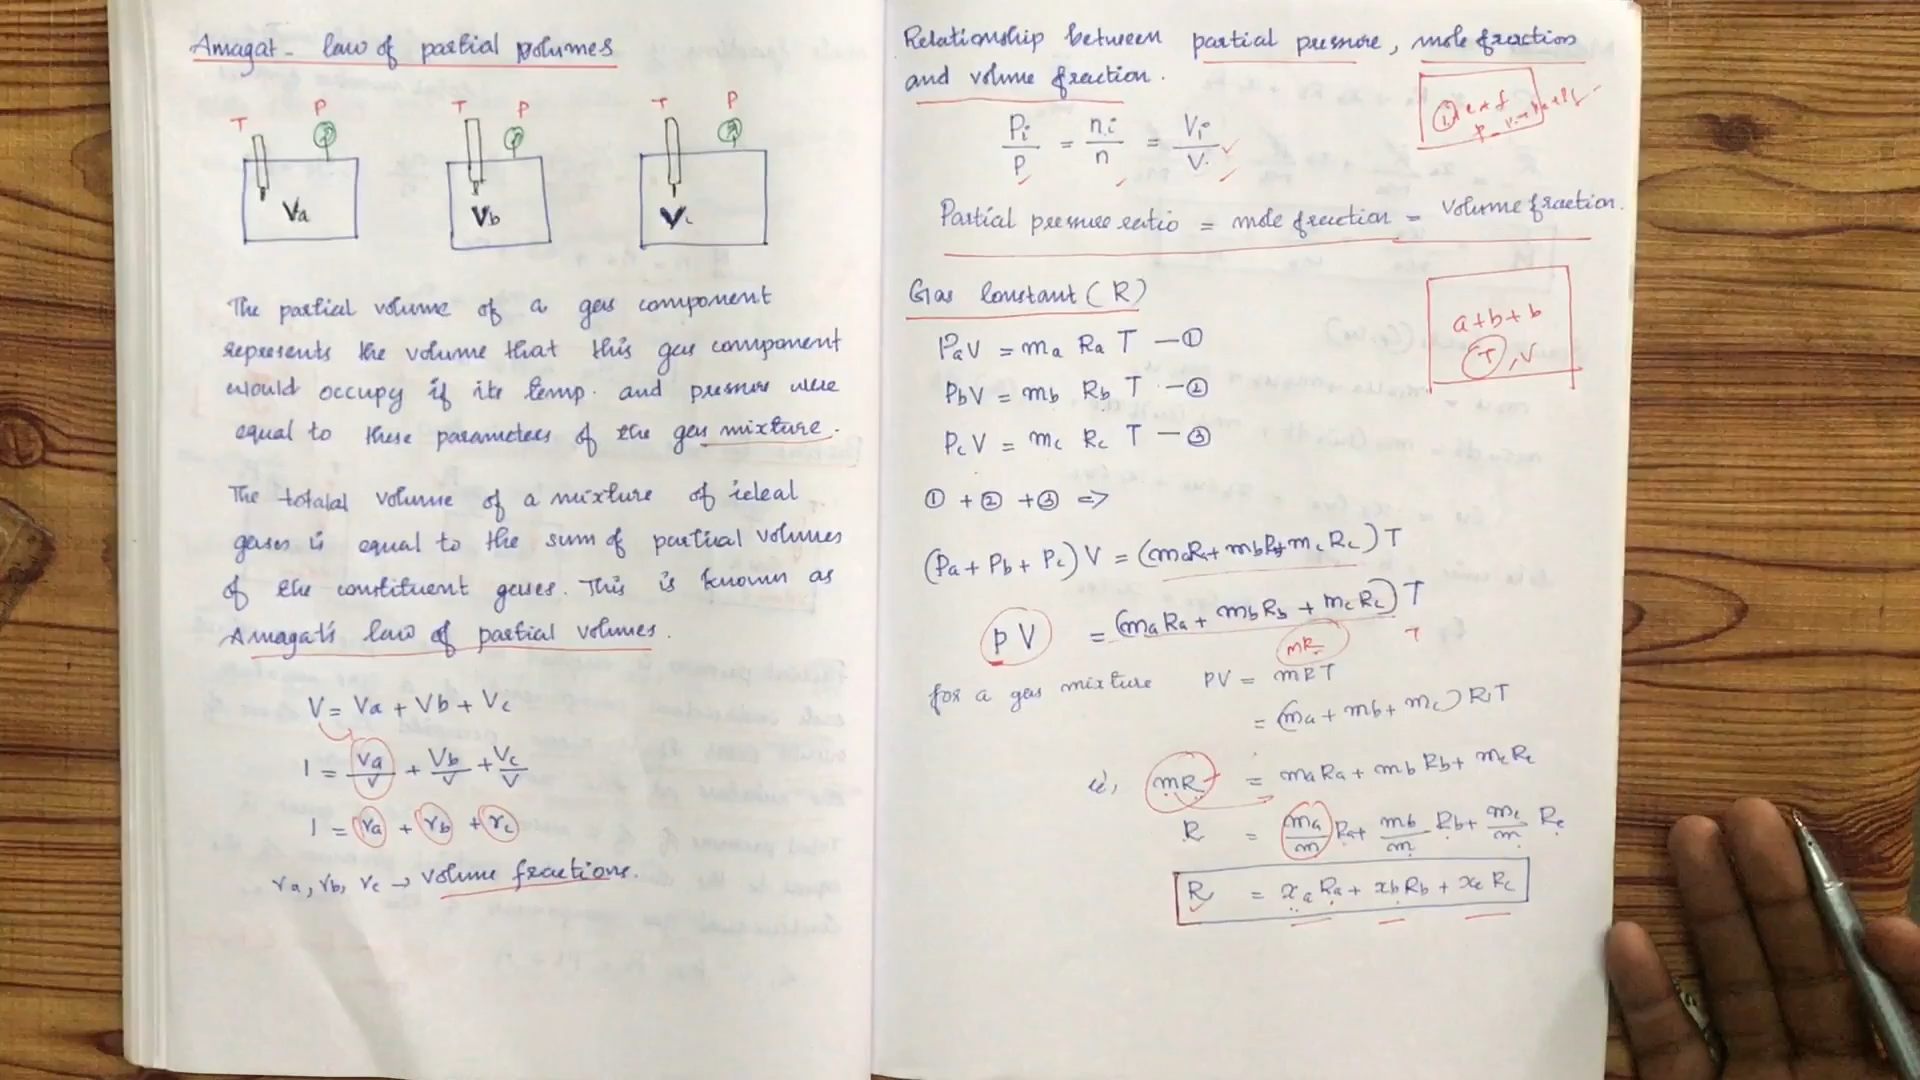 Amagat - law of partial volumes
T P T P T P
Va Vb Vc
The partial volume of a gas component
represents the volume that this gas component
would occupy if its temp. and pressure were
equal to these parameters of the gas mixture.
The totalal volume of a mixture of ideal
gases is equal to the sum of partial volumes
of the constituent gases. This is known as
Amagat's law of partial volumes.
V = Va + Vb + Vc
1 = Va/V + Vb/V + Vc/V
1 = ra + rb + rc
ra, rb, rc → volume fractions.
Relationship between partial pressure, mole fraction
and volume fraction.
Pi/P = ni/n = Vi/V
Partial pressure ratio = mole fraction = volume fraction.
Gas Constant (R)
PaV = ma Ra T — ①
PbV = mb Rb T — ②
PcV = mc Rc T — ③
a+b+b
T, V
① + ② + ③ =>
(Pa + Pb + Pc) V = (maRa + mbRb + mc Rc) T
PV = (maRa + mbRb + mcRc) T
mR T
for a gas mixture PV = mRT
= (ma + mb + mc) RT
ie, mR = maRa + mbRb + mcRc
R = ma/m Ra + mb/m Rb + mc/m Rc
R = xaRa + xbRb + xcRc